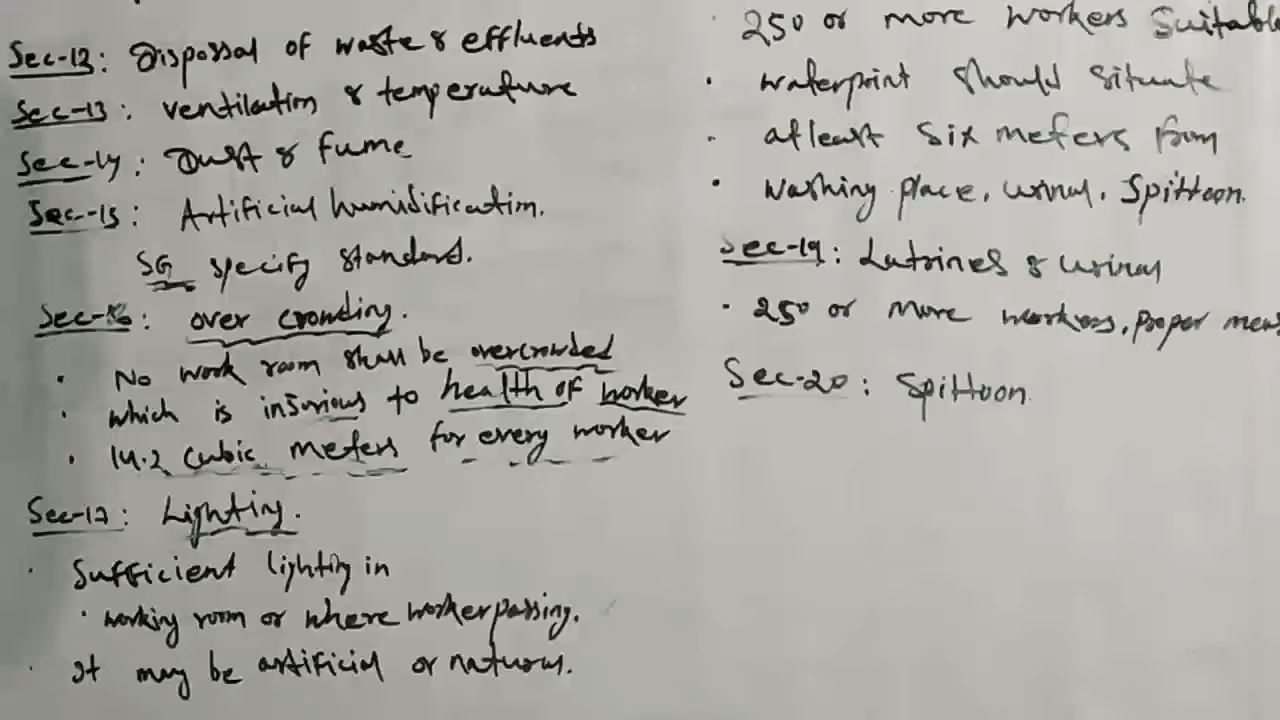 Sec-12: Disposal of waste & effluents
Sec-13: ventilation & temperature
Sec-14: Dust & fume
Sec-15: Artificial humidification.
SG specify standard.
Sec-16: over crowding.
· No work room shall be overcrowded
· which is injurious to health of worker
· 14.2 cubic meters for every worker
Sec-17: Lighting.
· Sufficient lighting in
· working room or where worker passing.
· It may be artificial or natural.
· 250 or more workers Suitabl
· waterprint should situate
· atleast Six meters from
· washing place, urinal, Spittoon.
Sec-19: Latrines & urinal
· 250 or more workers, proper
Sec-20: Spittoon